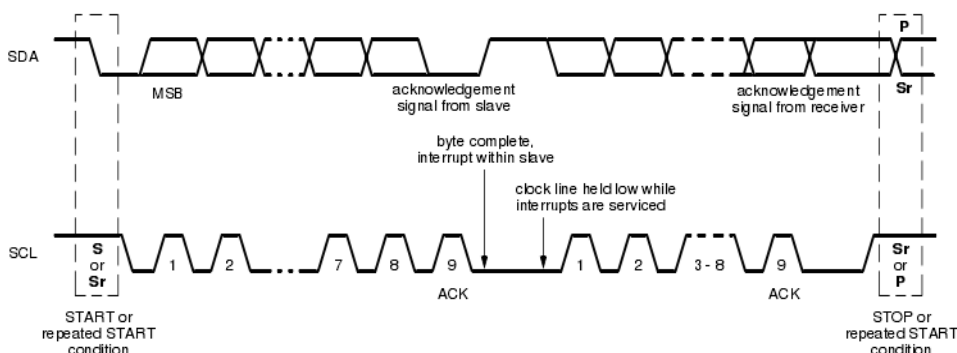 P
SDA
MSB
acknowledgement
signal from slave
acknowledgement
signal from receiver
Sr
byte complete,
interrupt within slave
clock line held low while
interrupts are serviced
SCL
S
or
Sr
1
2
7
8
9
1
2
3 - 8
9
Sr
or
P
ACK
ACK
START or
repeated START
condition
STOP or
repeated START
condition